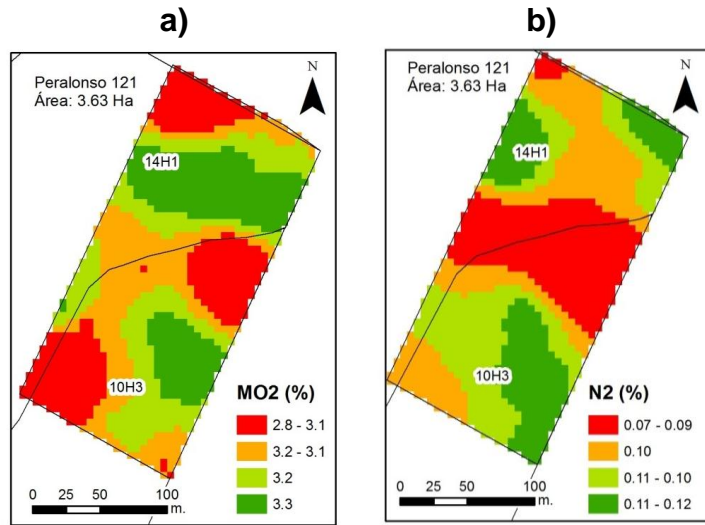 a)
Peralonso 121
Área: 3.63 Ha
N
14H1
10H3
MO2 (%)
2.8 - 3.1
3.2 - 3.1
3.2
3.3
0 25 50 100
m.
b)
Peralonso 121
Área: 3.63 Ha
N
14H1
10H3
N2 (%)
0.07 - 0.09
0.10
0.11 - 0.10
0.11 - 0.12
0 25 50 100
m.